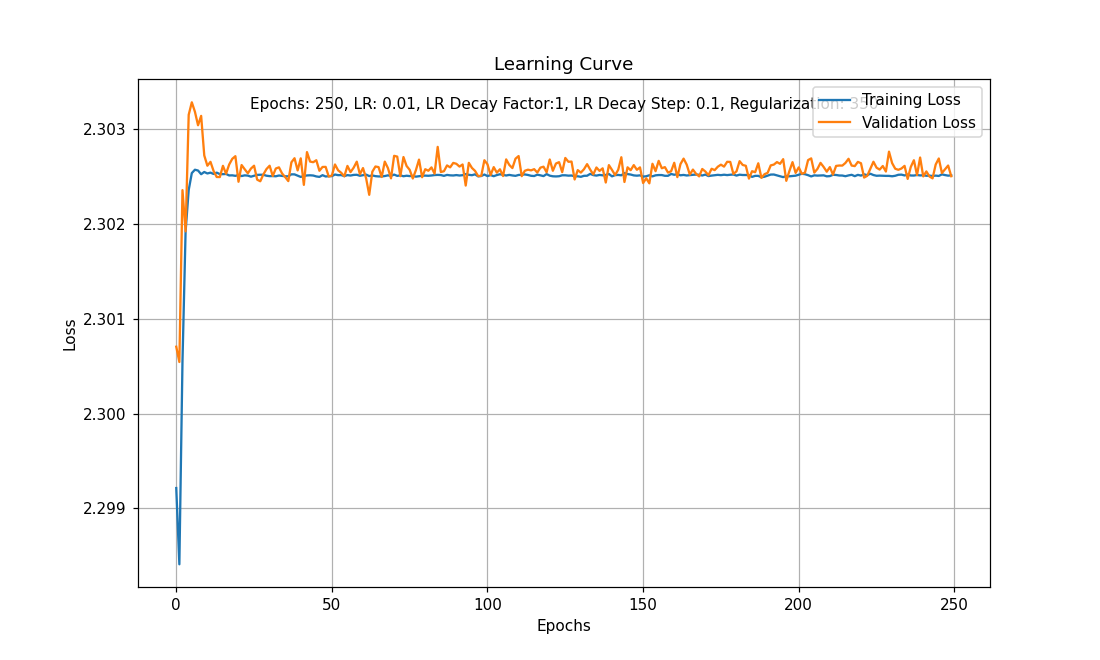 Learning Curve
Epochs: 250, LR: 0.01, LR Decay Factor:1, LR Decay Step: 0.1, Regularization: 350
Training Loss
Validation Loss
2.303
2.302
2.301
2.300
2.299
Loss
0 50 100 150 200 250
Epochs